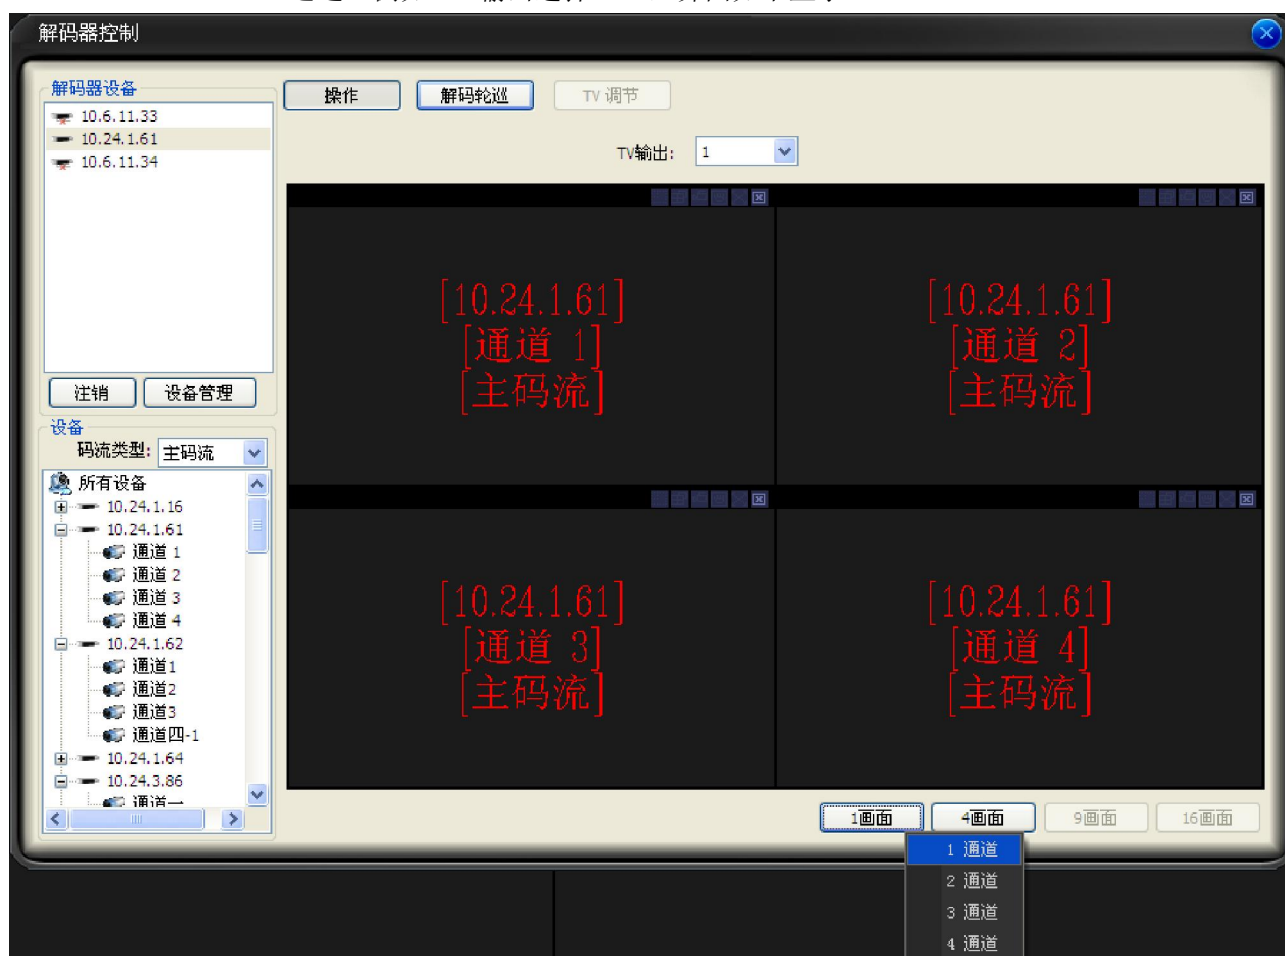 解码器控制
解码器设备
10.6.11.33
10.24.1.61
10.6.11.34
注销
设备管理
设备
码流类型:
主码流
所有设备
10.24.1.16
10.24.1.61
通道 1
通道 2
通道 3
通道 4
10.24.1.62
通道1
通道2
通道3
通道四-1
10.24.1.64
10.24.3.86
通道一
操作
解码轮巡
TV 调节
TV输出:
1
[10.24.1.61]
[通道 1]
[主码流]
[10.24.1.61]
[通道 2]
[主码流]
[10.24.1.61]
[通道 3]
[主码流]
[10.24.1.61]
[通道 4]
[主码流]
1画面
4画面
9画面
16画面
1 通道
2 通道
3 通道
4 通道